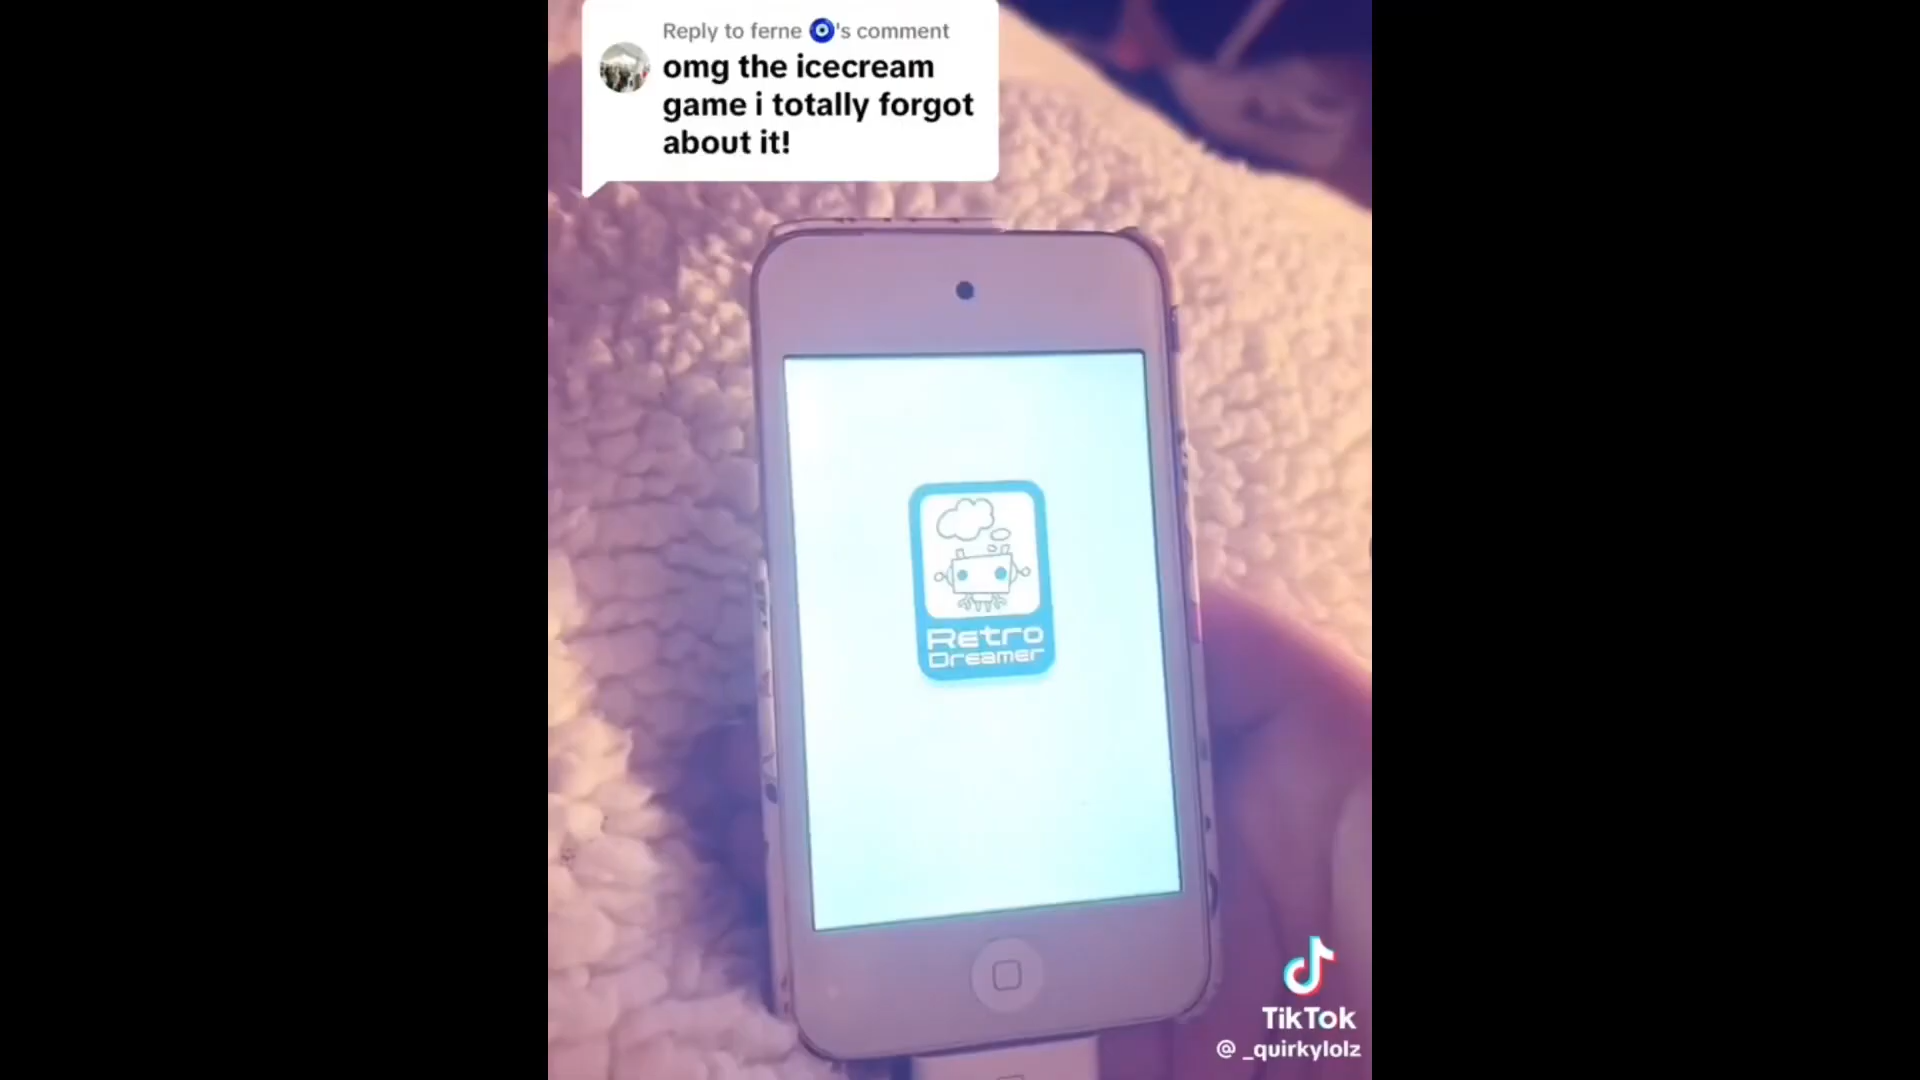 Reply to ferne 🧿's comment
omg the icecream
game i totally forgot
about it!
Retro
Dreamer
TikTok
@ _quirkylolz